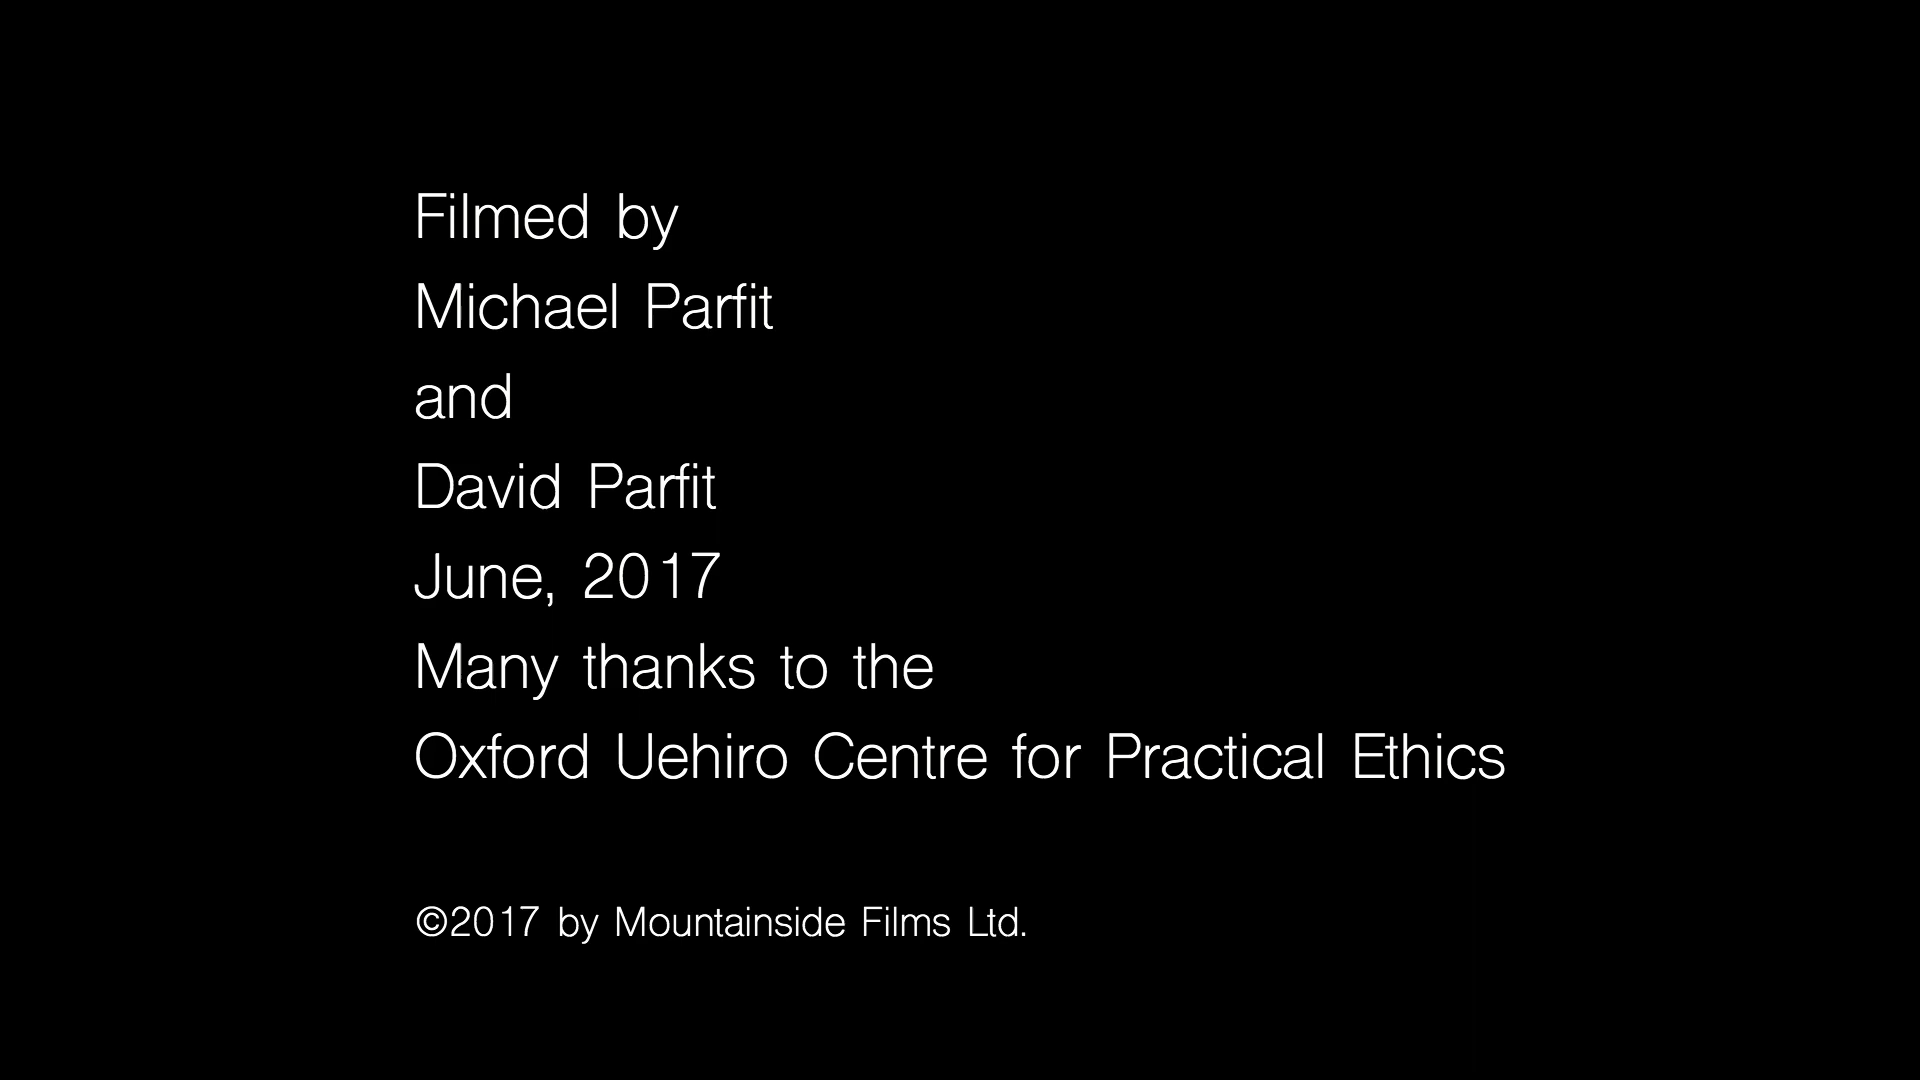 Filmed by
Michael Parfit
and
David Parfit
June, 2017
Many thanks to the
Oxford Uehiro Centre for Practical Ethics
©2017 by Mountainside Films Ltd.